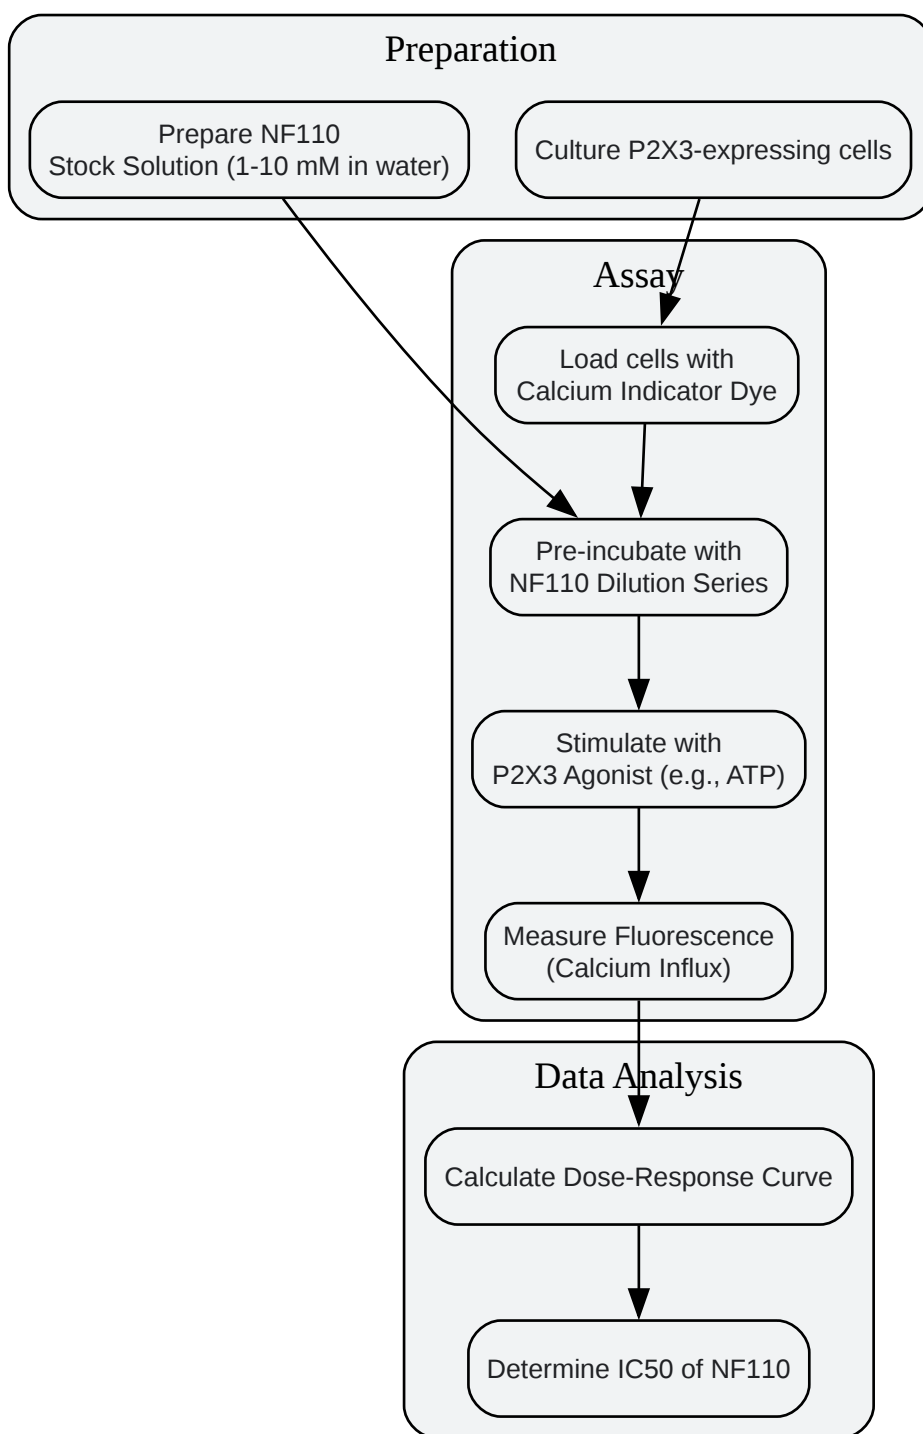 Preparation
Prepare NF110
Stock Solution (1-10 mM in water)
Culture P2X3-expressing cells
Assay
Load cells with
Calcium Indicator Dye
Pre-incubate with
NF110 Dilution Series
Stimulate with
P2X3 Agonist (e.g., ATP)
Measure Fluorescence
(Calcium Influx)
Data Analysis
Calculate Dose-Response Curve
Determine IC50 of NF110